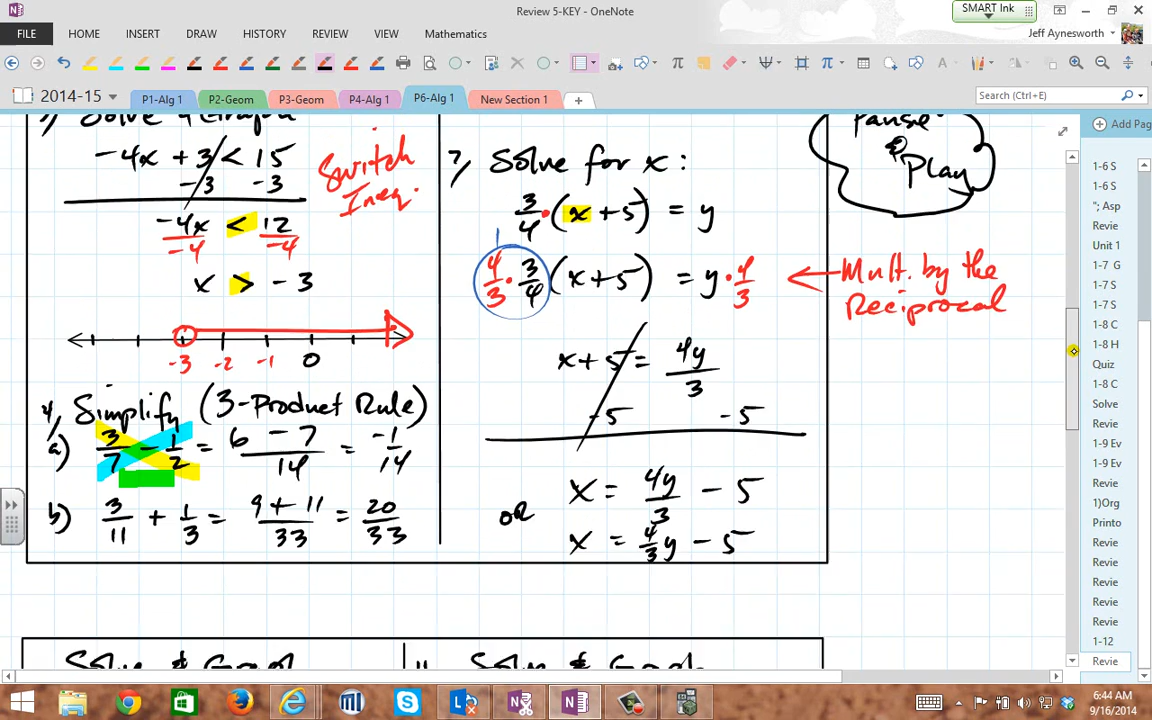 SMART Ink
Review 5-KEY - OneNote
FILE HOME INSERT DRAW HISTORY REVIEW VIEW Mathematics
Jeff Aynesworth
2014-15 P1-Alg 1 P2-Geom P3-Geom P4-Alg 1 P6-Alg 1 New Section 1
Search (Ctrl+E)
Solve & Graph
-4x + 3 < 15
-3 -3
-4x < 12
-4 -4
x > -3
Switch
Ineq.
-3 -2 -1 0
4) Simplify (3-Product Rule)
a) 3/7 - 1/2 = 6 - 7/14 = -1/14
b) 3/11 + 1/3 = 9 + 11/33 = 20/33
7) Solve for x:
3/4 · (x + 5) = y
1
4/3 · 3/4 (x + 5) = y · 4/3
← Mult. by the
Reciprocal
x + 5 = 4y/3
-5 -5
x = 4y/3 - 5
or
x = 4/3 y - 5
Pause
&
Play
Solve & Graph
11 Solve & Graph
Add Pag
1-6 S
1-6 S
"; Asp
Revie
Unit 1
1-7 G
1-7 S
1-7 S
1-8 C
1-8 H
Quiz
1-8 C
Solve
Revie
1-9 Ev
1-9 Ev
Revie
1)Org
Printo
Revie
Revie
Revie
Revie
1-12
Revie
6:44 AM
9/16/2014